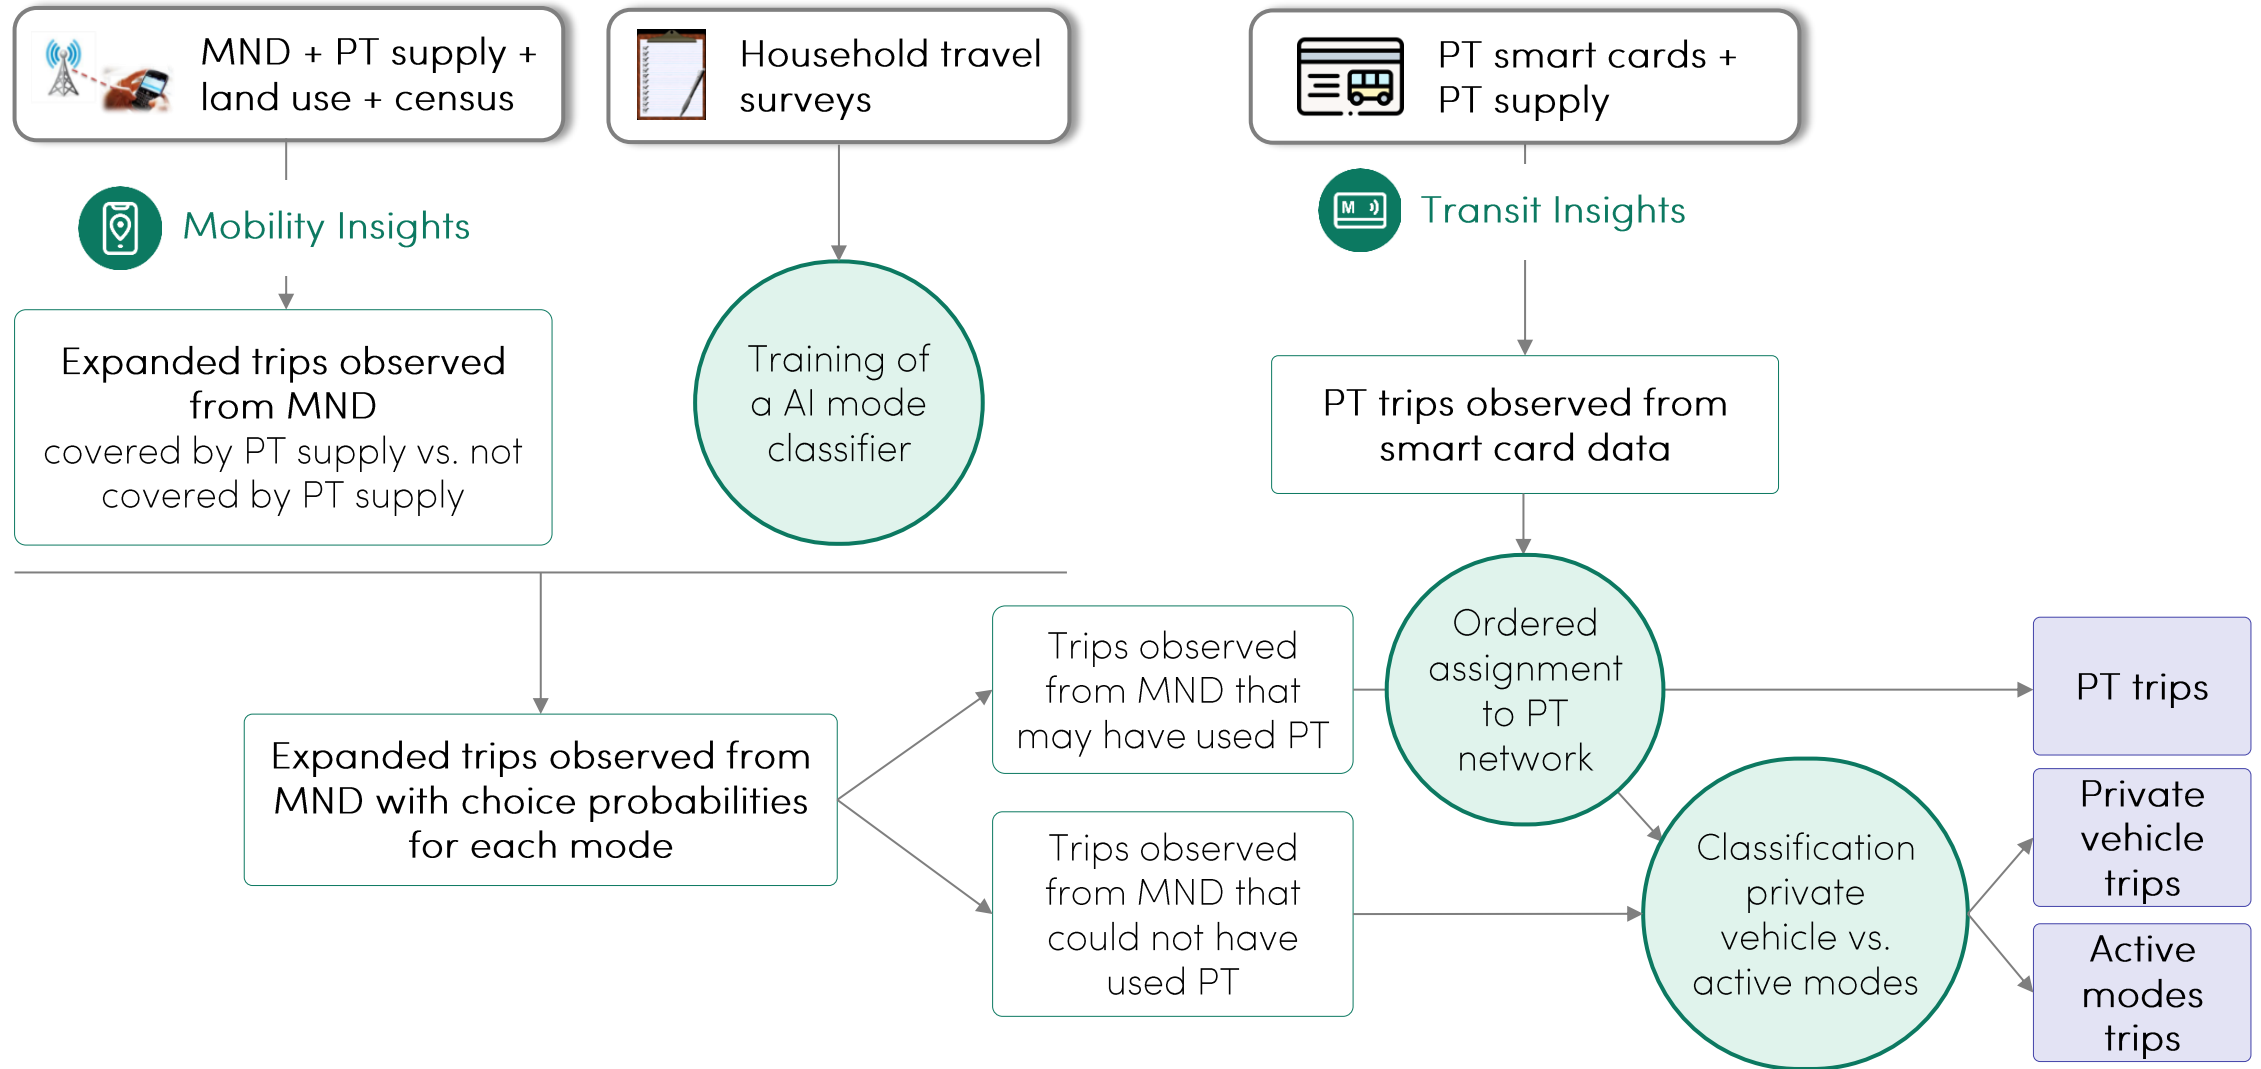 MND + PT supply +
land use + census
Household travel
surveys
PT smart cards +
PT supply
Mobility Insights
M
Transit Insights
Expanded trips observed
from MND
covered by PT supply vs. not
covered by PT supply
Training of
a AI mode
classifier
PT trips observed from
smart card data
Ordered
assignment
to PT
network
Trips observed
from MND that
may have used PT
PT trips
Expanded trips observed from
MND with choice probabilities
for each mode
Trips observed
from MND that
could not have
used PT
Classification
private
vehicle vs.
active modes
Private
vehicle
trips
Active
modes
trips